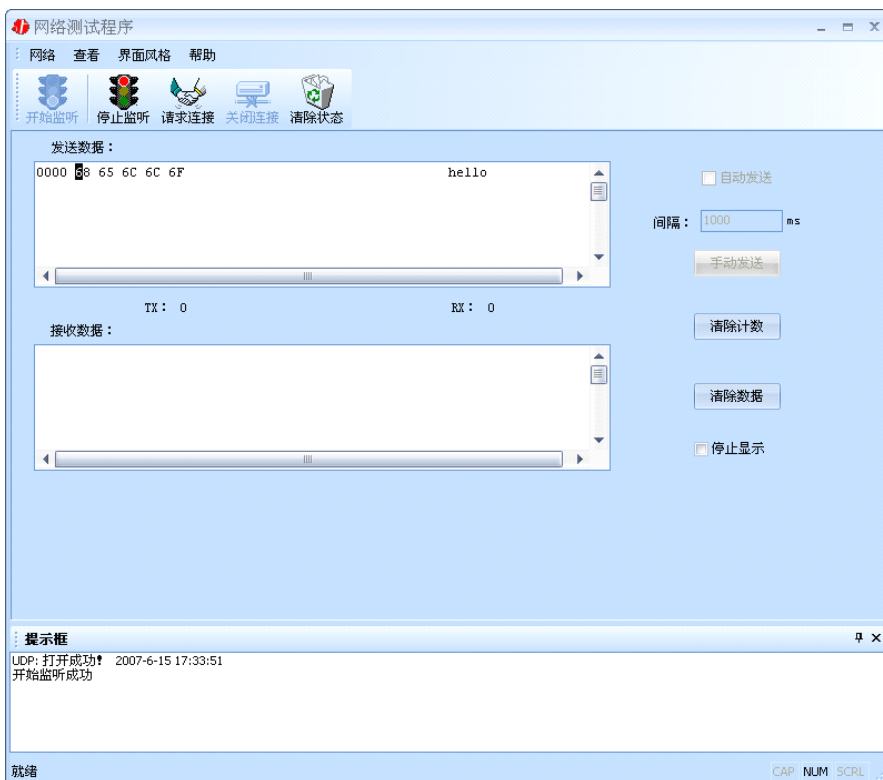 网络测试程序
网络 查看 界面风格 帮助
开始监听 停止监听 请求连接 关闭连接 清除状态
发送数据：
0000 68 65 6C 6C 6F hello
自动发送
间隔： 1000 ms
手动发送
TX： 0 RX： 0
清除计数
接收数据：
清除数据
停止显示
提示框
UDP: 打开成功！ 2007-6-15 17:33:51
开始监听成功
就绪 CAP NUM SCRL